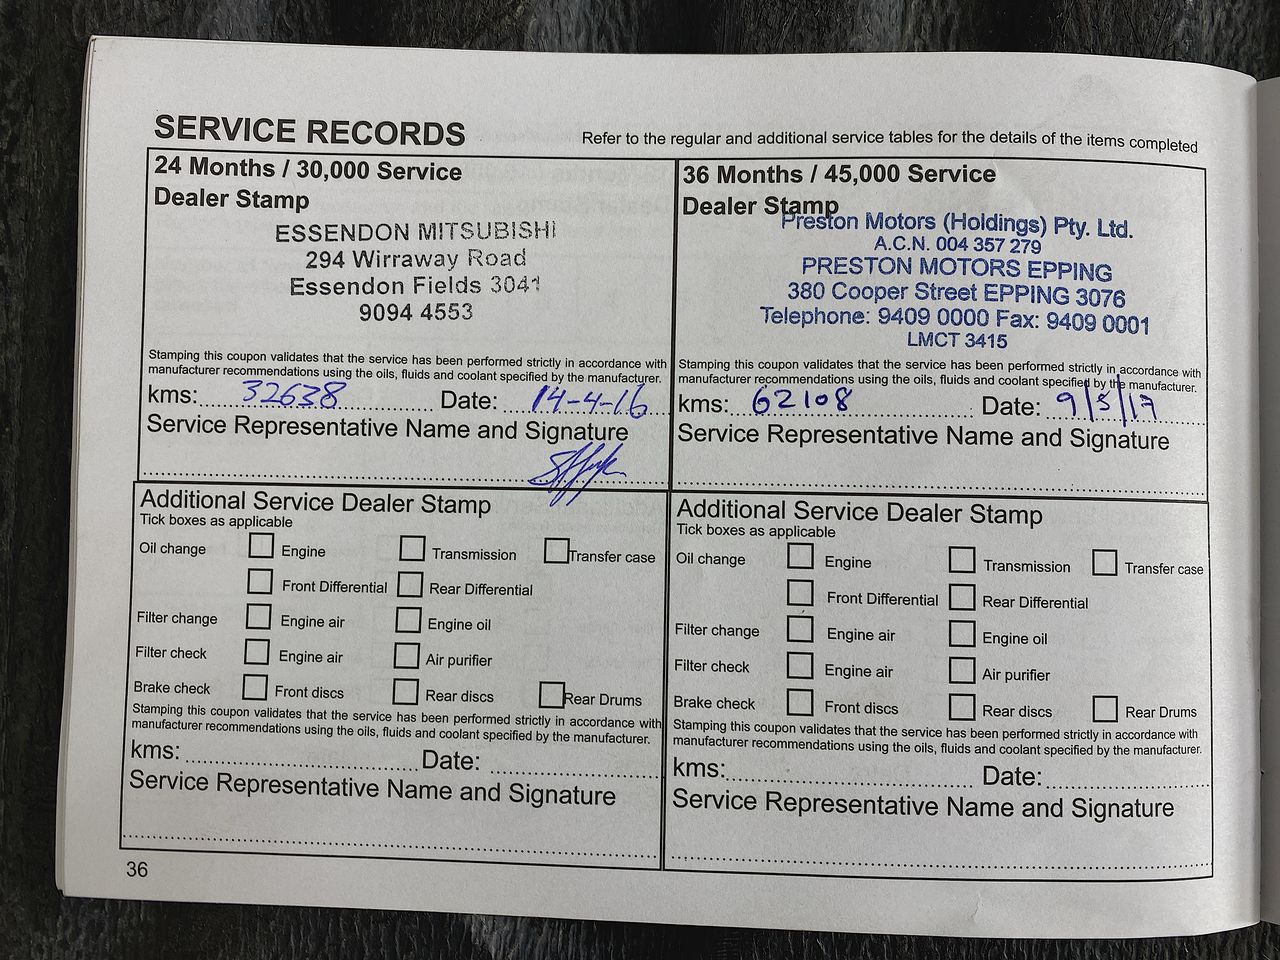 SERVICE RECORDS
Refer to the regular and additional service tables for the details of the items completed
24 Months / 30,000 Service
Dealer Stamp
ESSENDON MITSUBISHI
294 Wirraway Road
Essendon Fields 3041
9094 4553
Stamping this coupon validates that the service has been performed strictly in accordance with
manufacturer recommendations using the oils, fluids and coolant specified by the manufacturer.
kms: 32638 Date: 14-4-16
Service Representative Name and Signature
Additional Service Dealer Stamp
Tick boxes as applicable
Oil change Engine Transmission Transfer case
Front Differential Rear Differential
Filter change Engine air Engine oil
Filter check Engine air Air purifier
Brake check Front discs Rear discs Rear Drums
Stamping this coupon validates that the service has been performed strictly in accordance with
manufacturer recommendations using the oils, fluids and coolant specified by the manufacturer.
kms: Date:
Service Representative Name and Signature
36 Months / 45,000 Service
Dealer Stamp
Preston Motors (Holdings) Pty. Ltd.
A.C.N. 004 357 279
PRESTON MOTORS EPPING
380 Cooper Street EPPING 3076
Telephone: 9409 0000 Fax: 9409 0001
LMCT 3415
Stamping this coupon validates that the service has been performed strictly in accordance with
manufacturer recommendations using the oils, fluids and coolant specified by the manufacturer.
kms: 62108 Date: 9/5/17
Service Representative Name and Signature
Additional Service Dealer Stamp
Tick boxes as applicable
Oil change Engine Transmission Transfer case
Front Differential Rear Differential
Filter change Engine air Engine oil
Filter check Engine air Air purifier
Brake check Front discs Rear discs Rear Drums
Stamping this coupon validates that the service has been performed strictly in accordance with
manufacturer recommendations using the oils, fluids and coolant specified by the manufacturer.
kms: Date:
Service Representative Name and Signature
36